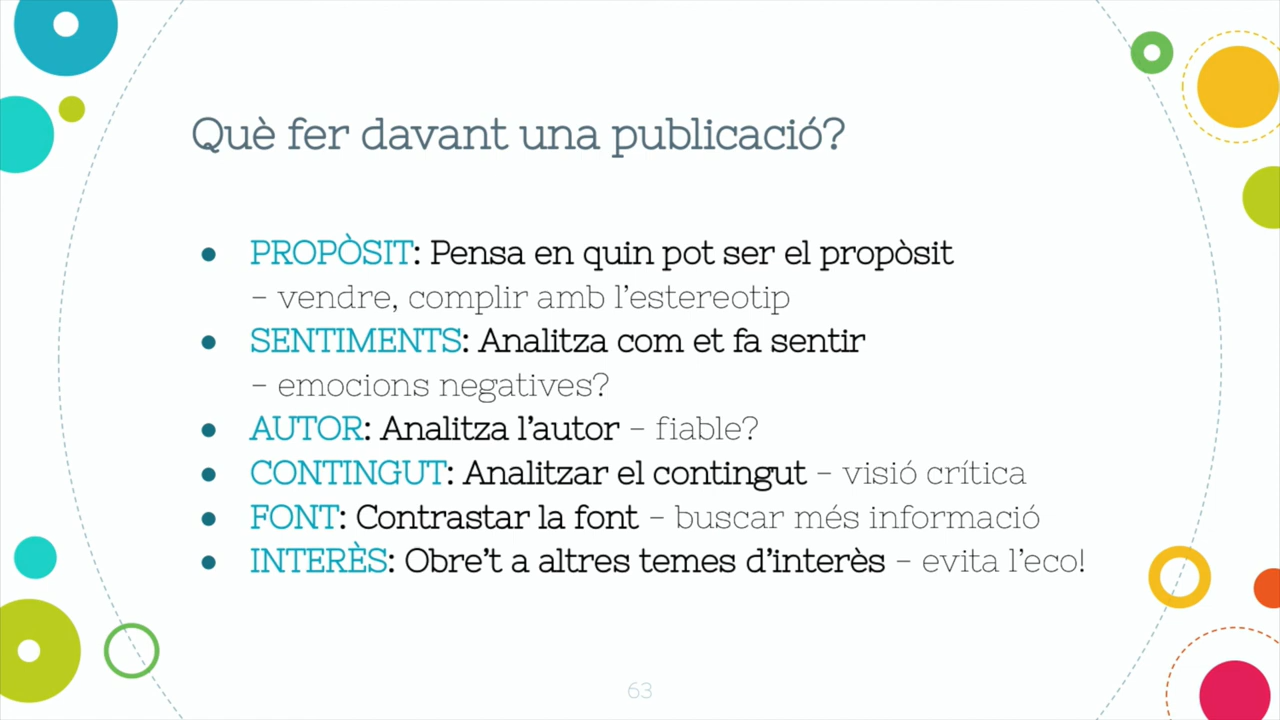 Què fer davant una publicació?
● PROPÒSIT: Pensa en quin pot ser el propòsit
– vendre, complir amb l'estereotip
● SENTIMENTS: Analitza com et fa sentir
– emocions negatives?
● AUTOR: Analitza l'autor – fiable?
● CONTINGUT: Analitzar el contingut – visió crítica
● FONT: Contrastar la font – buscar més informació
● INTERÈS: Obre't a altres temes d'interès – evita l'eco!
63